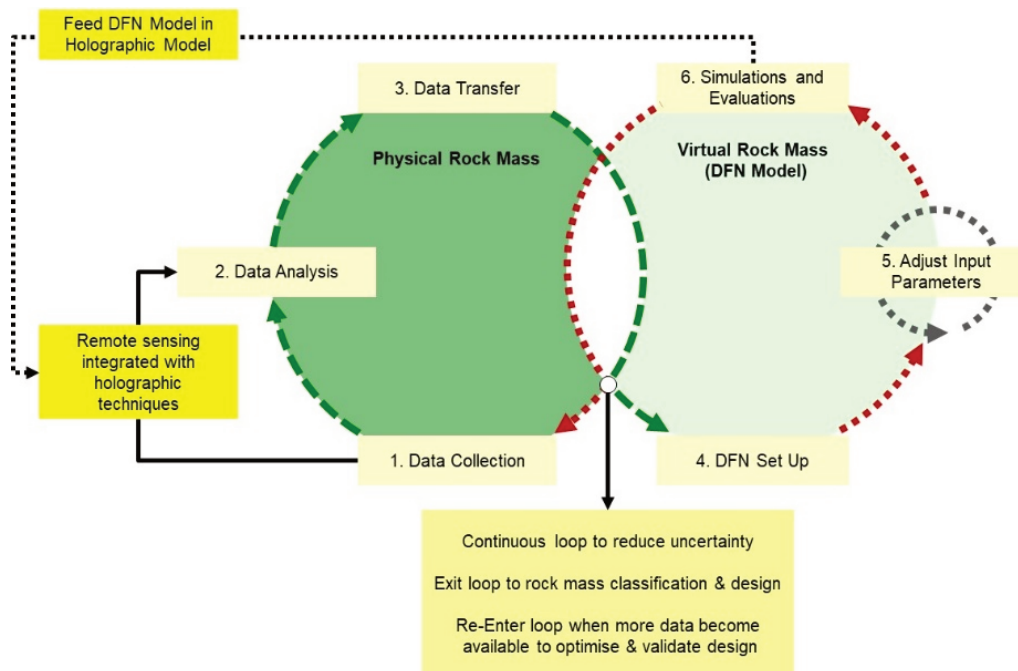 Feed DFN Model in
Holographic Model
3. Data Transfer
6. Simulations and
Evaluations
Physical Rock Mass
Virtual Rock Mass
(DFN Model)
2. Data Analysis
5. Adjust Input
Parameters
Remote sensing
integrated with
holographic
techniques
1. Data Collection
4. DFN Set Up
Continuous loop to reduce uncertainty
Exit loop to rock mass classification & design
Re-Enter loop when more data become
available to optimise & validate design